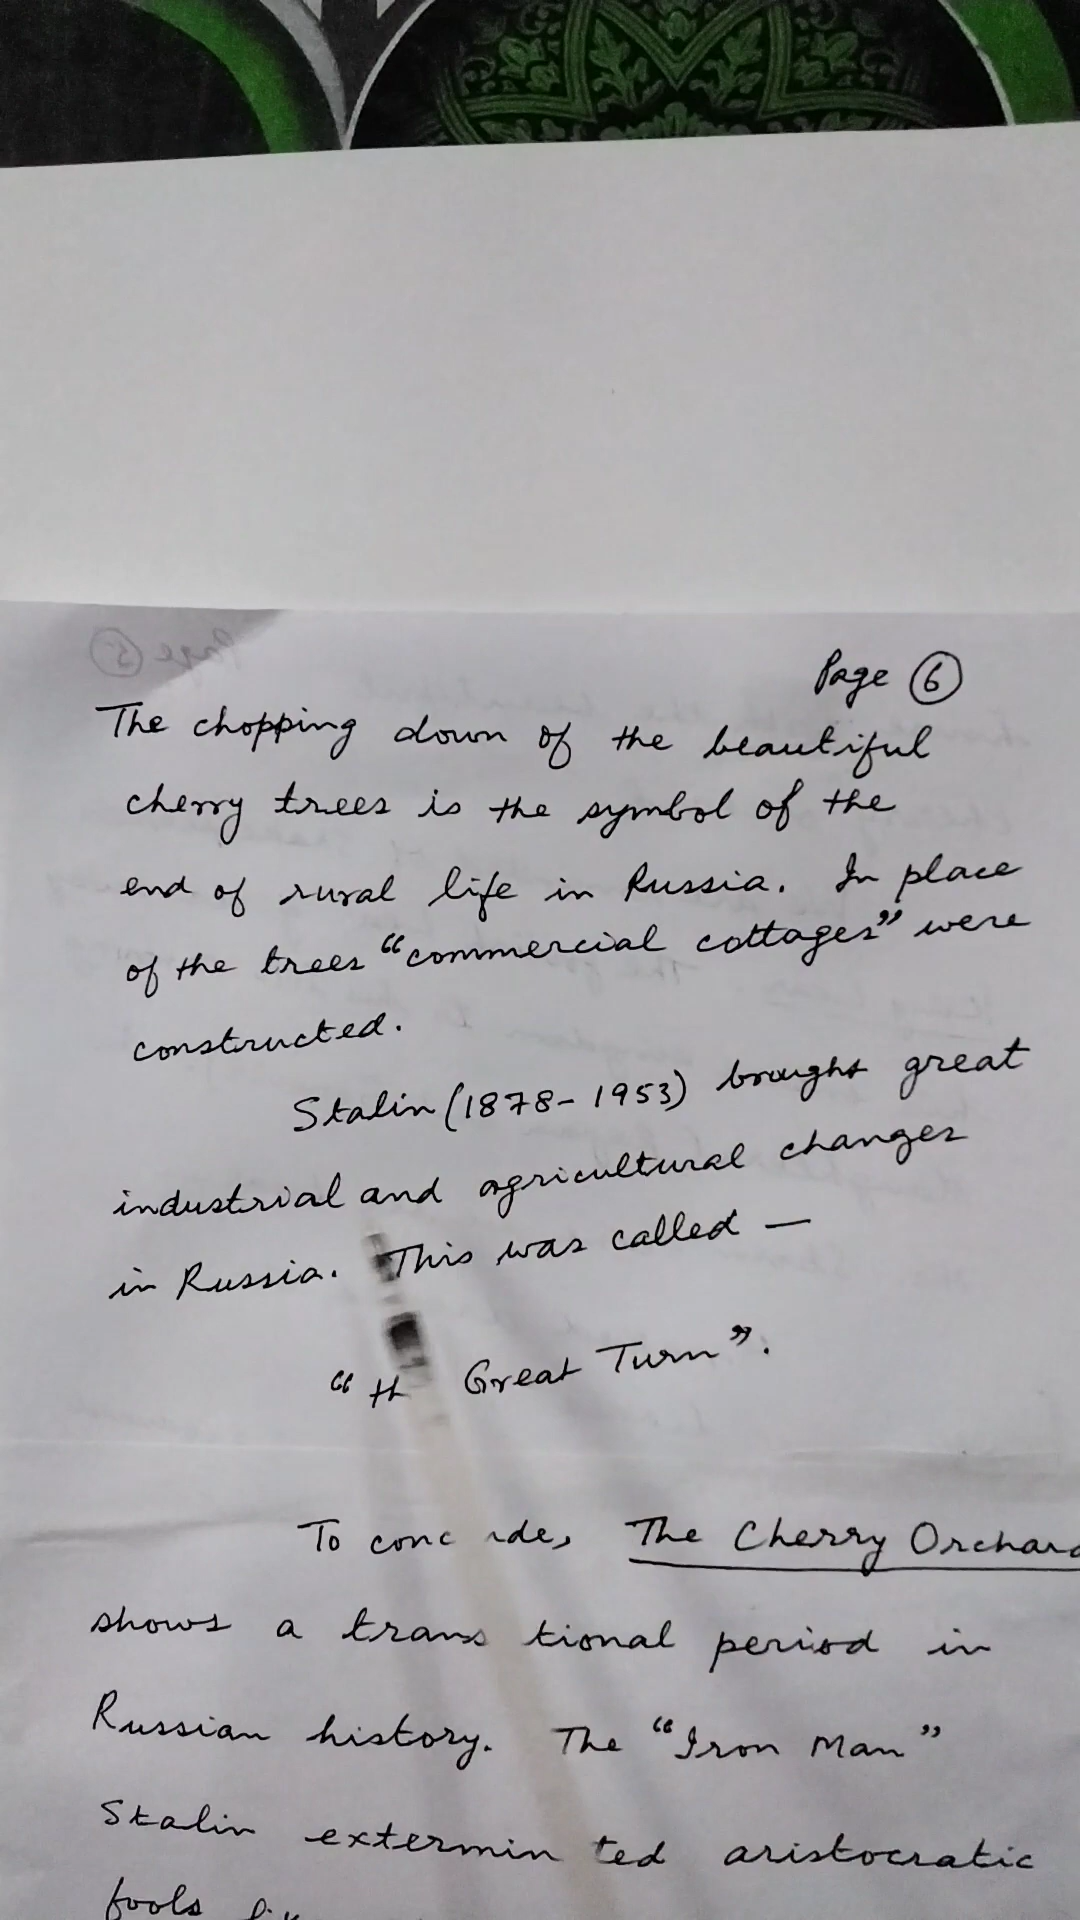 Page 6
The chopping down of the beautiful
cherry trees is the symbol of the
end of rural life in Russia. In place
of the trees “commercial cottages” were
constructed.
Stalin (1878-1953) brought great
industrial and agricultural changes
in Russia. This was called —
“th Great Turn”.
To conc ude, The Cherry Orchard
shows a trans tional period in
Russian history. The “Iron Man”
Stalin extermin ted aristocratic
fools